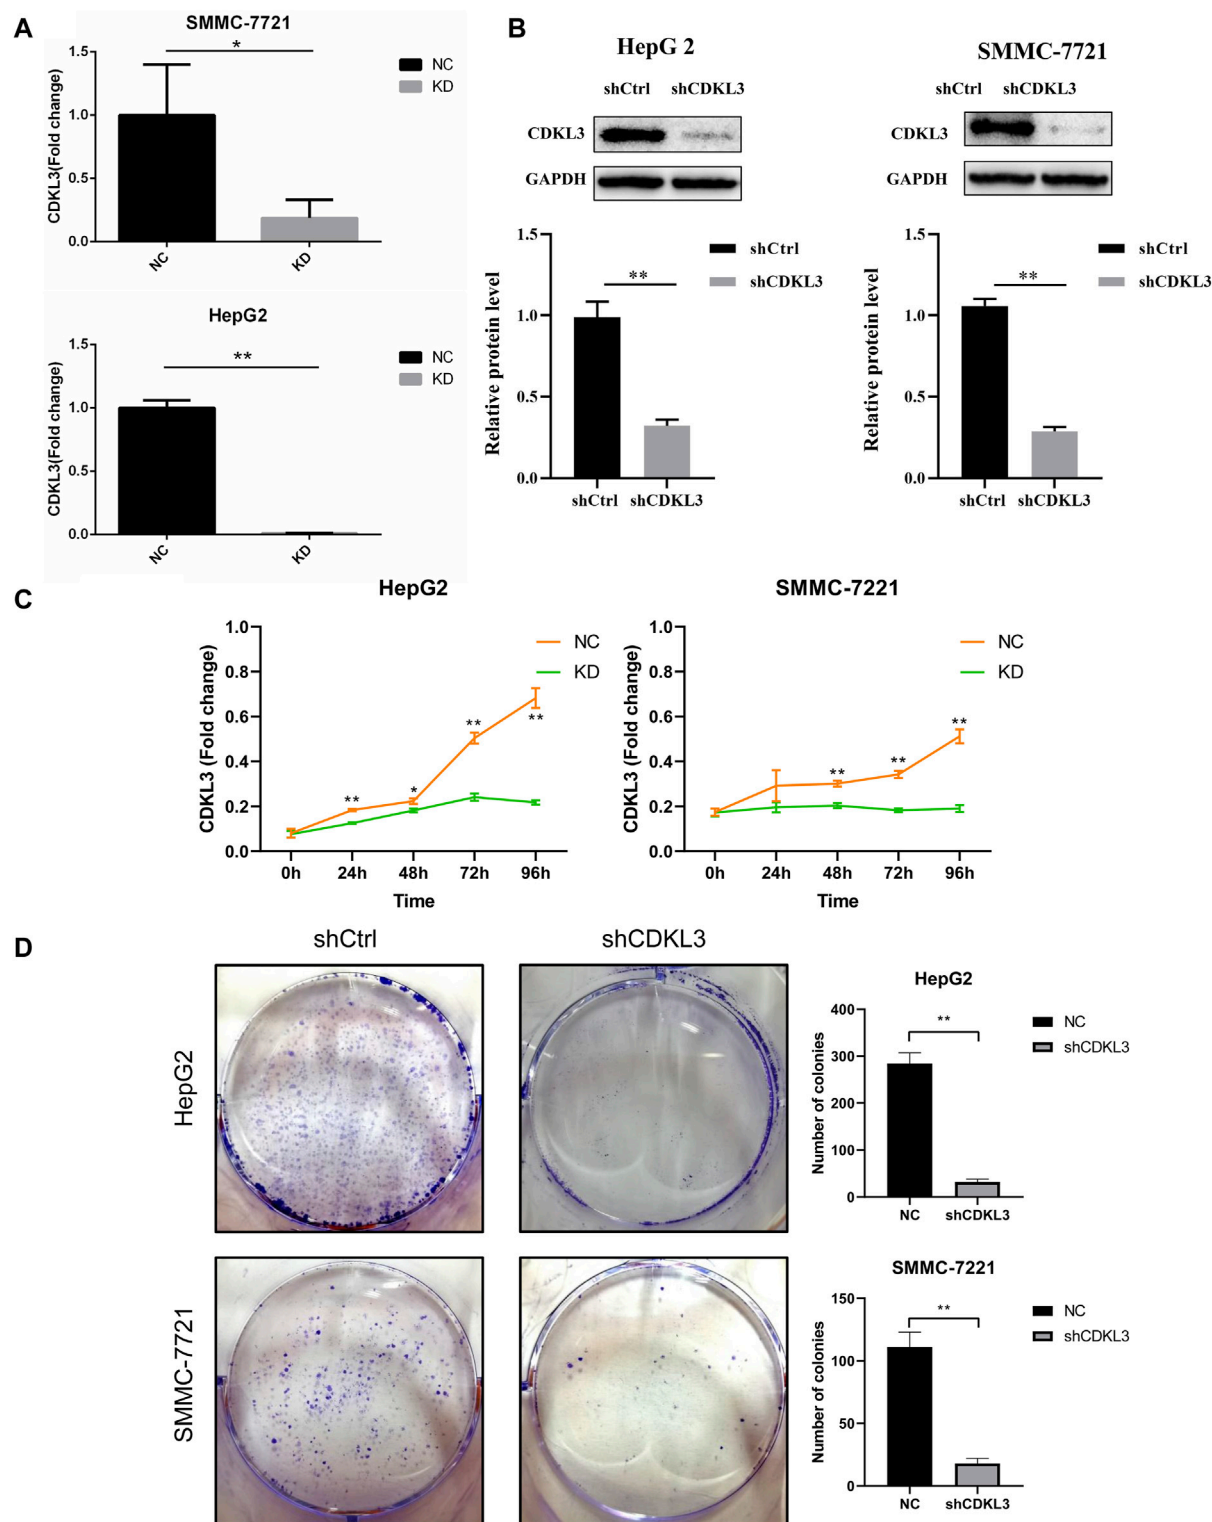 A
SMMC-7721
CDKL3(Fold change)
1.5
1.0
0.5
0.0
*
NC
KD
NC
KD
HepG2
CDKL3(Fold change)
1.5
1.0
0.5
0.0
**
NC
KD
NC
KD
B
HepG 2
shCtrl shCDKL3
CDKL3
GAPDH
Relative protein level
1.5
1.0
0.5
0.0
**
shCtrl
shCDKL3
shCtrl shCDKL3
SMMC-7721
shCtrl shCDKL3
CDKL3
GAPDH
Relative protein level
1.5
1.0
0.5
0.0
**
shCtrl
shCDKL3
shCtrl shCDKL3
C
HepG2
CDKL3 (Fold change)
1.0
0.8
0.6
0.4
0.2
0.0
** * ** **
NC
KD
0h 24h 48h 72h 96h
Time
SMMC-7221
CDKL3 (Fold change)
1.0
0.8
0.6
0.4
0.2
0.0
** ** **
NC
KD
0h 24h 48h 72h 96h
Time
D
shCtrl shCDKL3
HepG2
SMMC-7721
HepG2
Number of colonies
400
300
200
100
0
**
NC
shCDKL3
NC shCDKL3
SMMC-7221
Number of colonies
150
100
50
0
**
NC
shCDKL3
NC shCDKL3